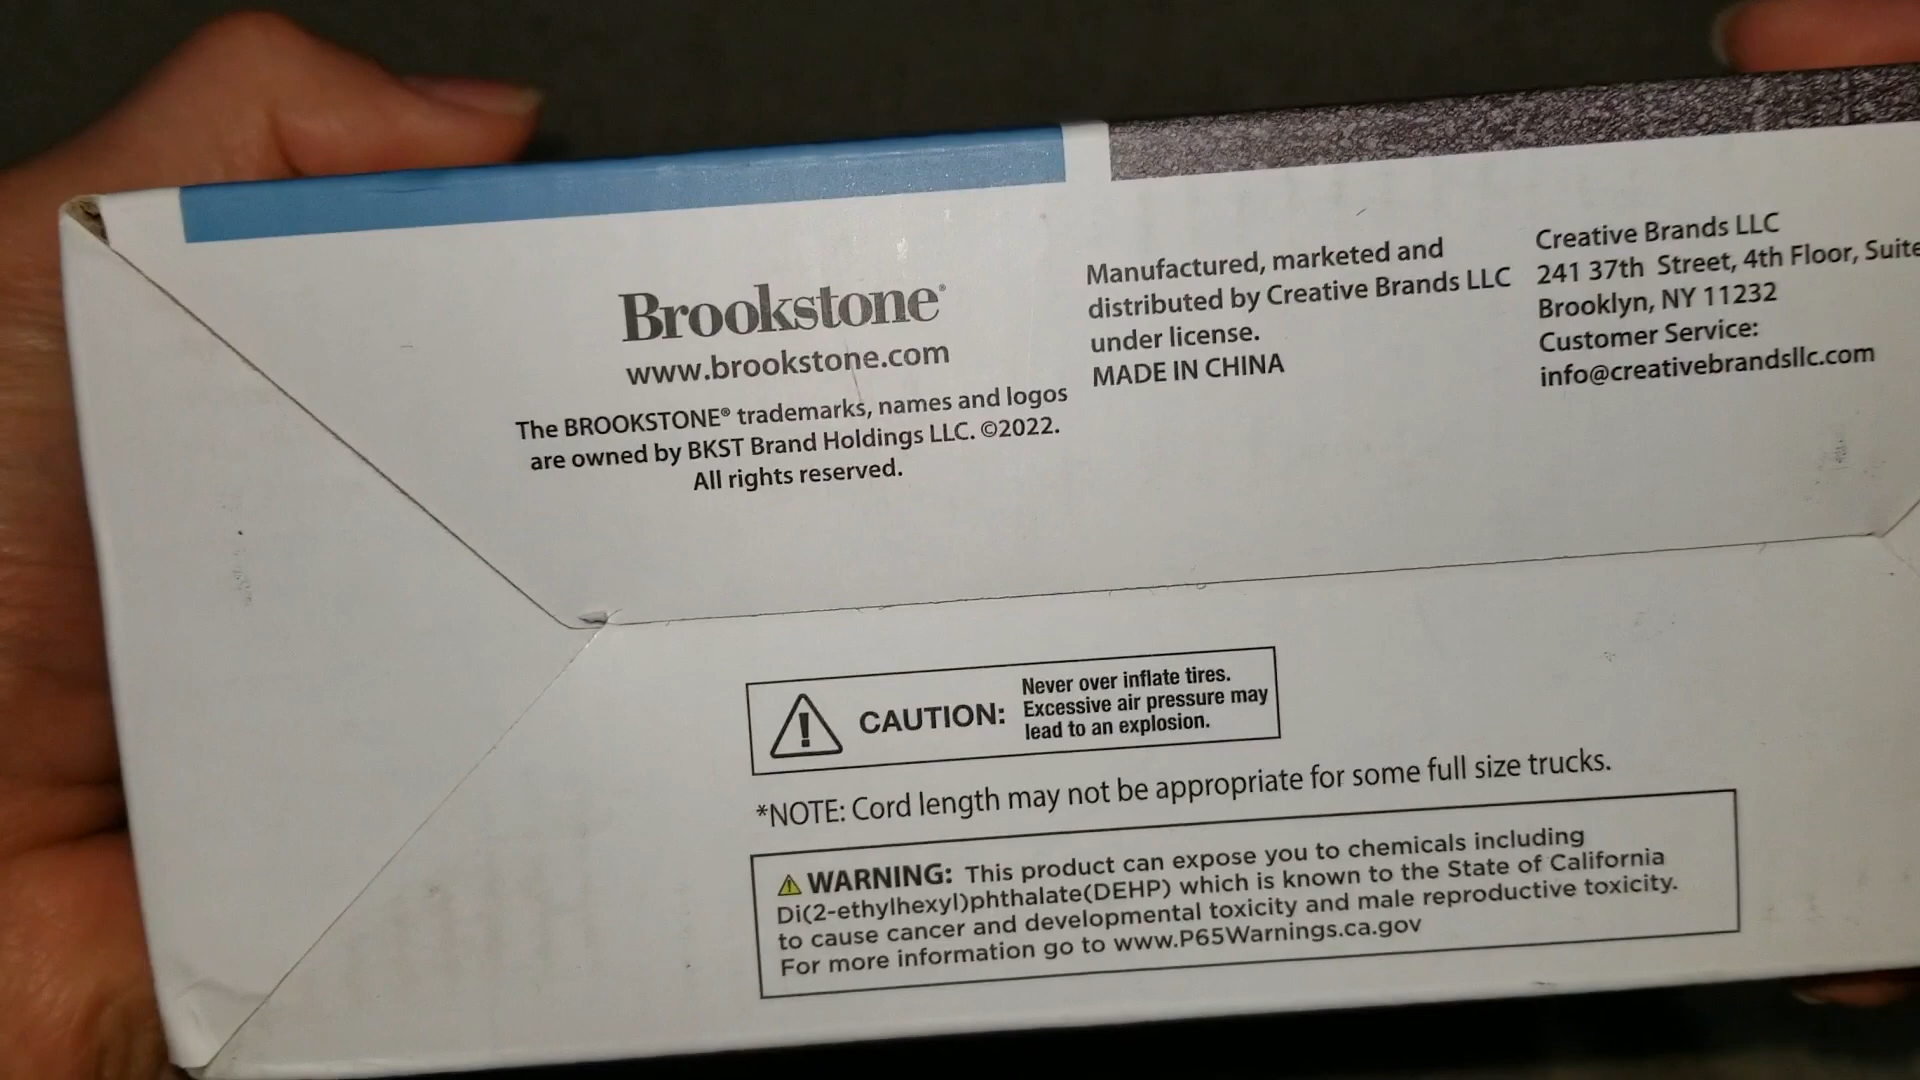 Brookstone®
www.brookstone.com
The BROOKSTONE® trademarks, names and logos
are owned by BKST Brand Holdings LLC. ©2022.
All rights reserved.
Manufactured, marketed and
distributed by Creative Brands LLC
under license.
MADE IN CHINA
Creative Brands LLC
241 37th Street, 4th Floor, Suite
Brooklyn, NY 11232
Customer Service:
info@creativebrandsllc.com
CAUTION:
Never over inflate tires.
Excessive air pressure may
lead to an explosion.
*NOTE: Cord length may not be appropriate for some full size trucks.
WARNING: This product can expose you to chemicals including
Di(2-ethylhexyl)phthalate(DEHP) which is known to the State of California
to cause cancer and developmental toxicity and male reproductive toxicity.
For more information go to www.P65Warnings.ca.gov